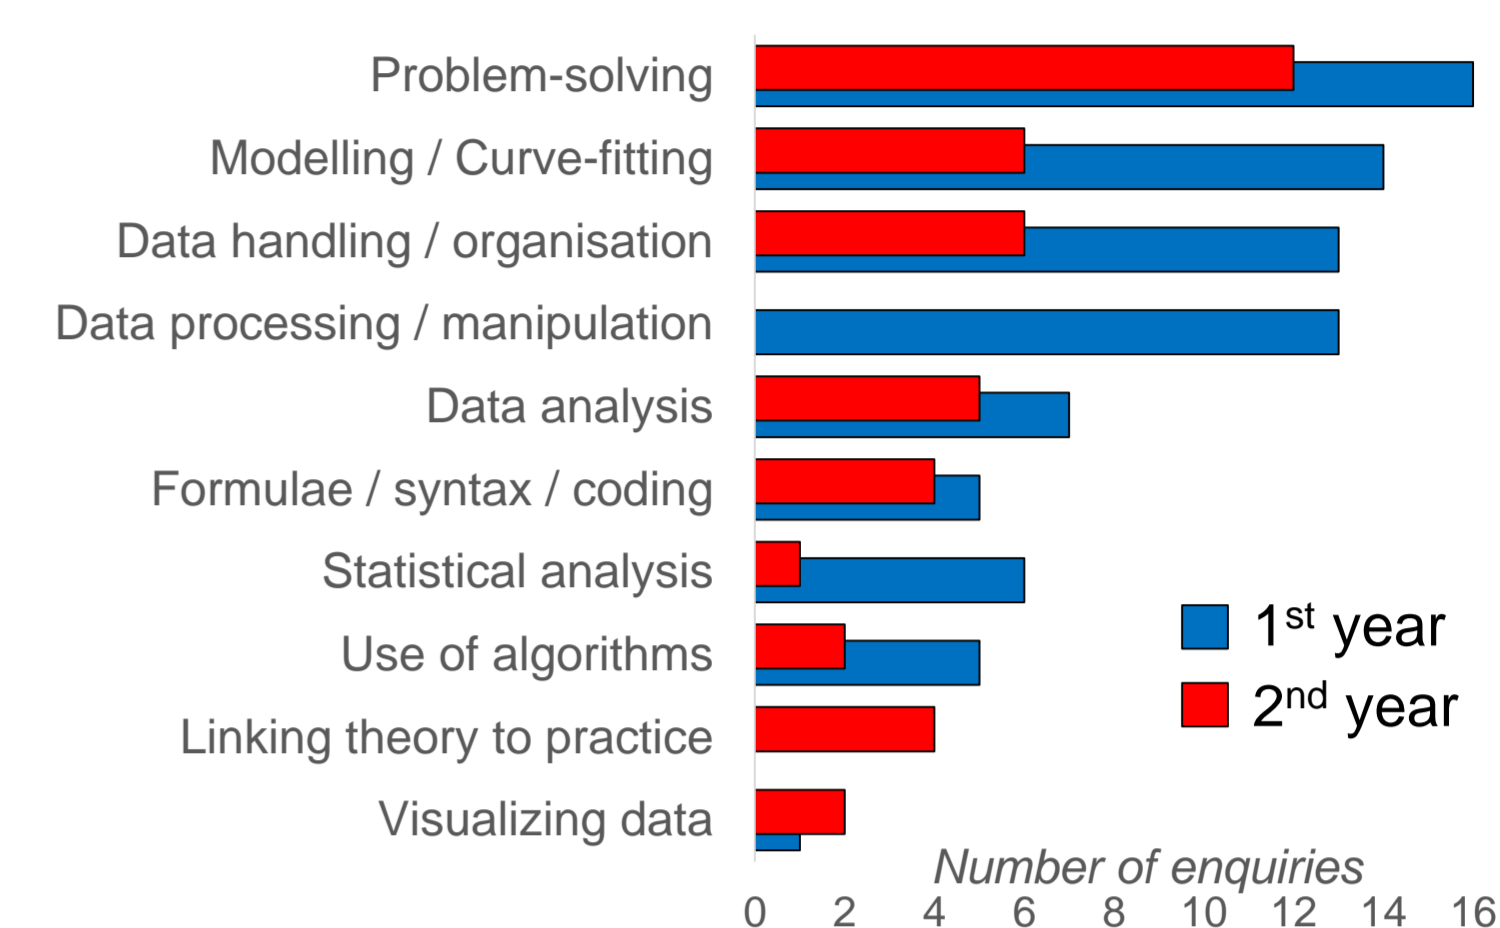 Problem-solving
Modelling / Curve-fitting
Data handling / organisation
Data processing / manipulation
Data analysis
Formulae / syntax / coding
Statistical analysis
Use of algorithms
Linking theory to practice
Visualizing data
1st year
2nd year
Number of enquiries
0 2 4 6 8 10 12 14 16